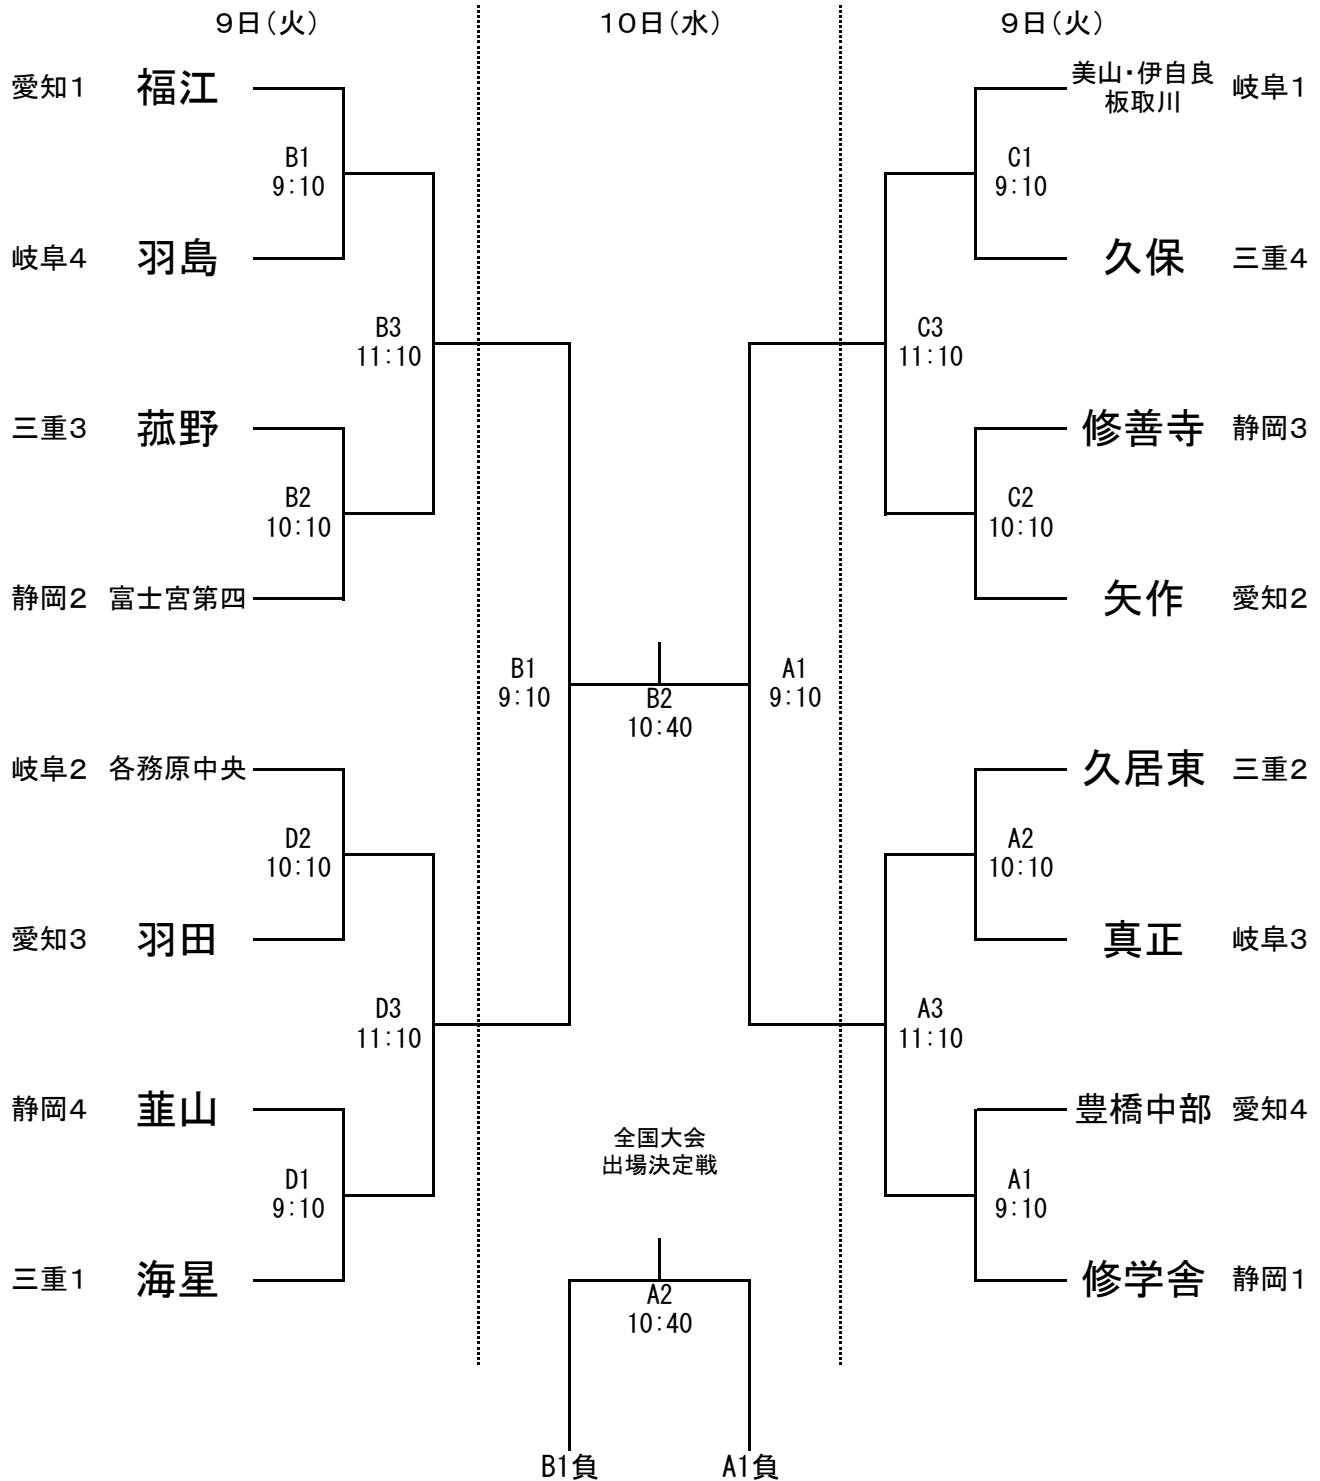 9日(火)
10日(水)
9日(火)
愛知1 福江
B1
9:10
岐阜4 羽島
B3
11:10
三重3 菰野
B2
10:10
静岡2 富士宮第四
岐阜2 各務原中央
D2
10:10
愛知3 羽田
D3
11:10
静岡4 韮山
D1
9:10
三重1 海星
B1
9:10
B2
10:40
A1
9:10
全国大会
出場決定戦
A2
10:40
B1負
A1負
美山・伊自良
板取川
岐阜1
C1
9:10
久保 三重4
C3
11:10
修善寺 静岡3
C2
10:10
矢作 愛知2
久居東 三重2
A2
10:10
真正 岐阜3
A3
11:10
豊橋中部 愛知4
A1
9:10
修学舎 静岡1